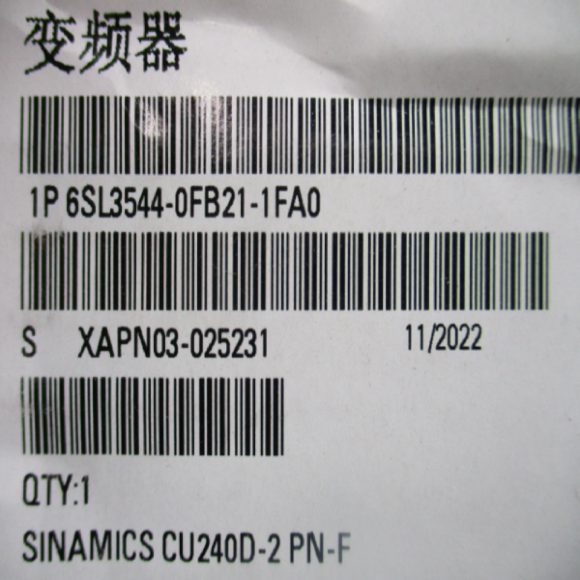 变频器
1P 6SL3544-0FB21-1FA0
S XAPN03-025231 11/2022
QTY:1
SINAMICS CU240D-2 PN-F